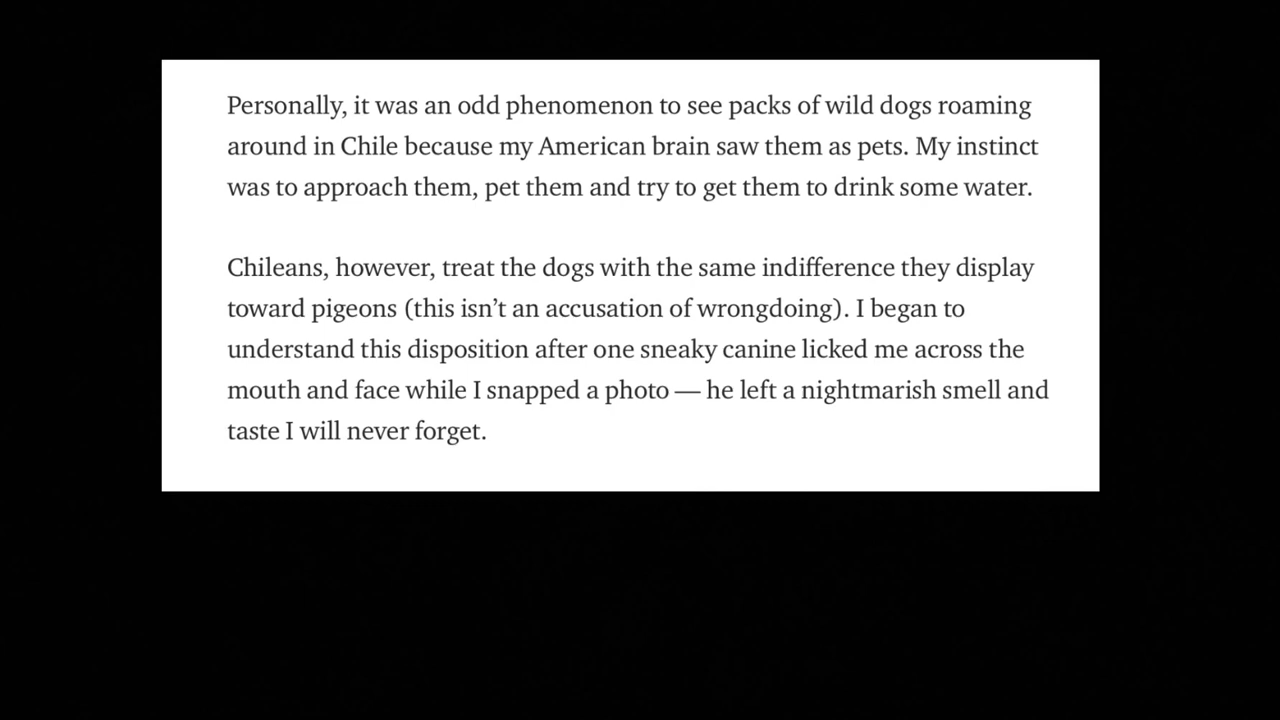 Personally, it was an odd phenomenon to see packs of wild dogs roaming
around in Chile because my American brain saw them as pets. My instinct
was to approach them, pet them and try to get them to drink some water.
Chileans, however, treat the dogs with the same indifference they display
toward pigeons (this isn’t an accusation of wrongdoing). I began to
understand this disposition after one sneaky canine licked me across the
mouth and face while I snapped a photo — he left a nightmarish smell and
taste I will never forget.